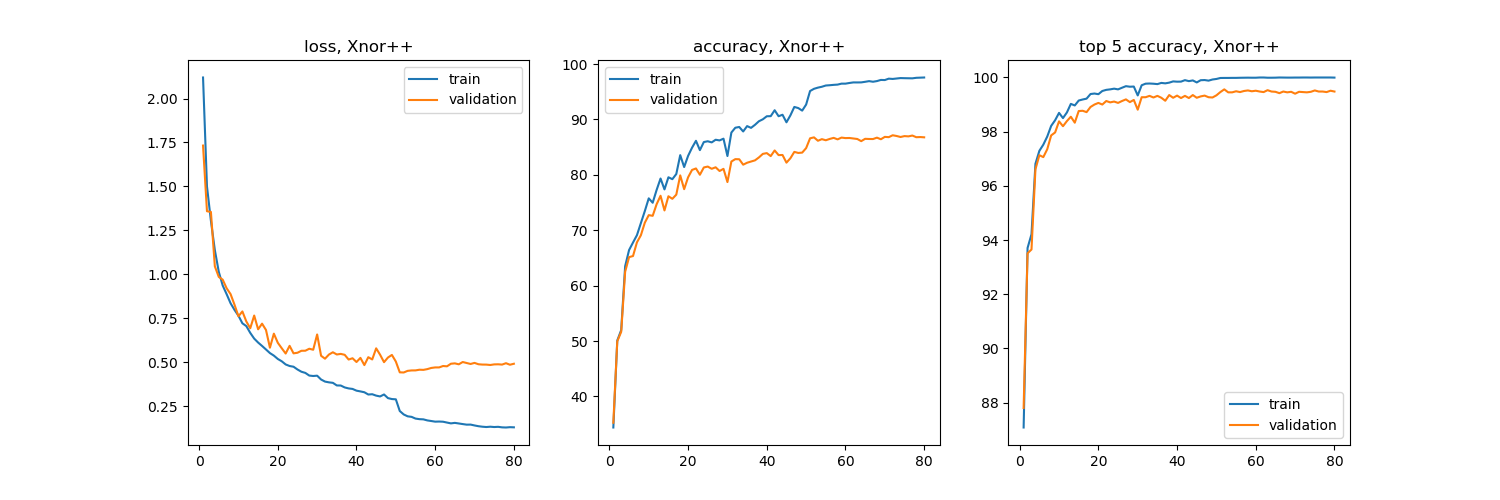 loss, Xnor++
train
validation
2.00
1.75
1.50
1.25
1.00
0.75
0.50
0.25
0 20 40 60 80
accuracy, Xnor++
train
validation
100
90
80
70
60
50
40
0 20 40 60 80
top 5 accuracy, Xnor++
100
98
96
94
92
90
88
train
validation
0 20 40 60 80